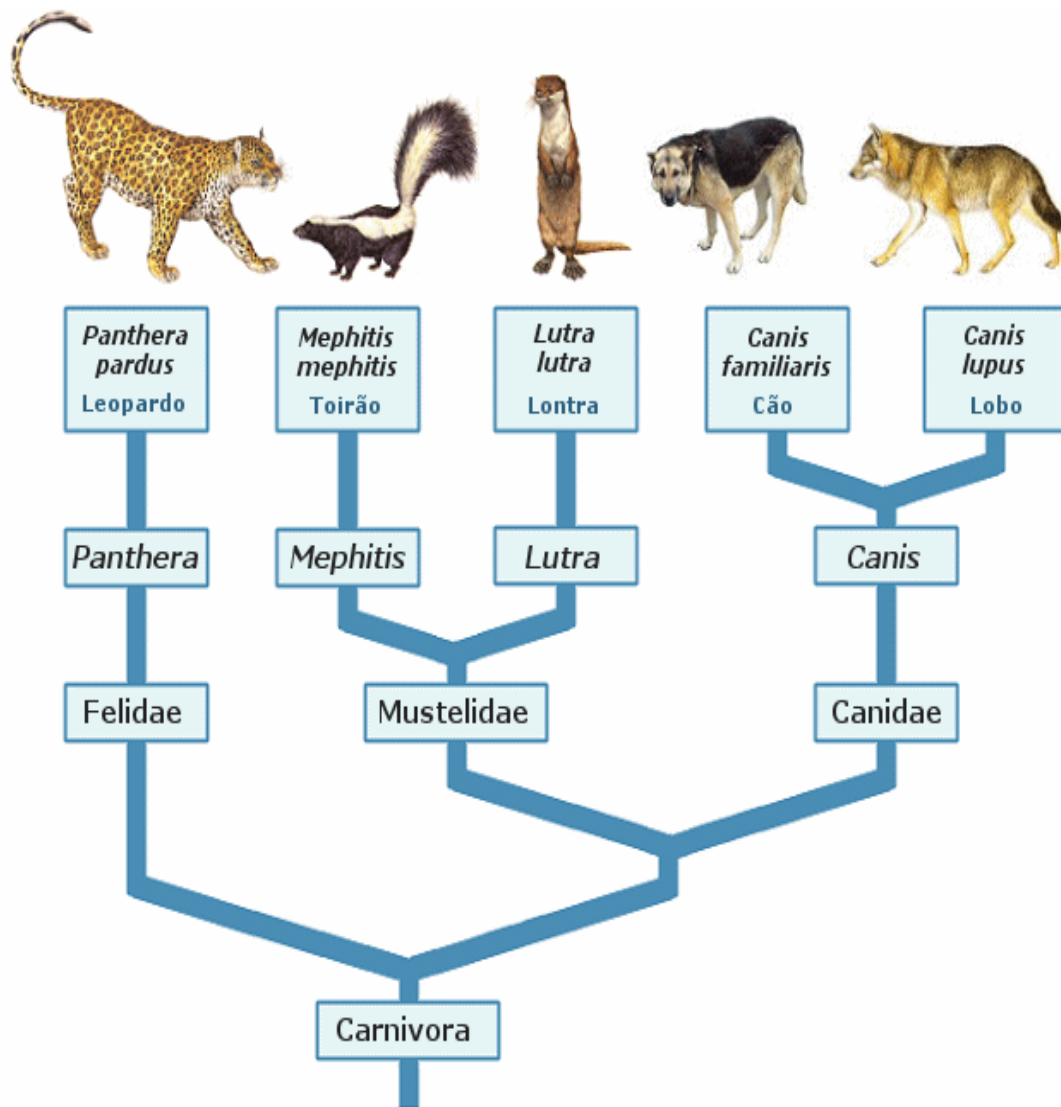 Panthera
pardus
Leopardo
Mephitis
mephitis
Toirão
Lutra
lutra
Lontra
Canis
familiaris
Cão
Canis
lupus
Lobo
Panthera
Mephitis
Lutra
Canis
Felidae
Mustelidae
Canidae
Carnivora